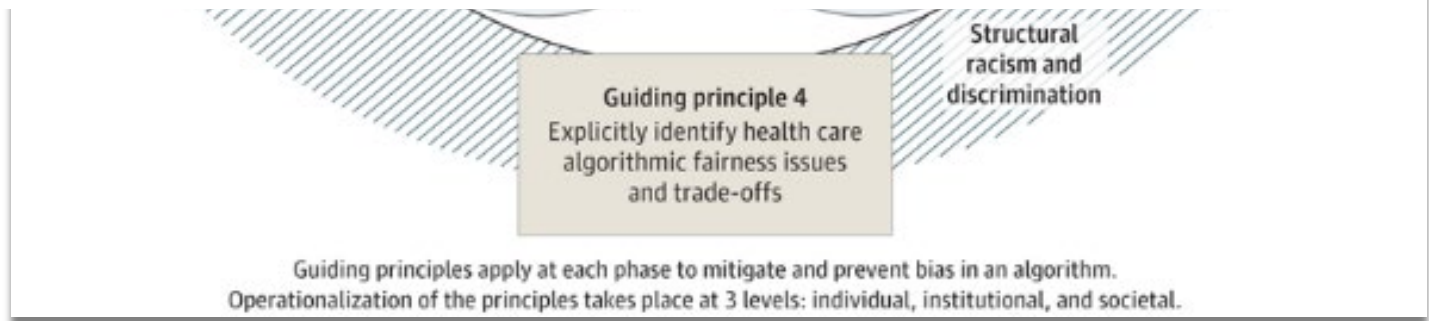 Structural
racism and
discrimination
Guiding principle 4
Explicitly identify health care
algorithmic fairness issues
and trade-offs
Guiding principles apply at each phase to mitigate and prevent bias in an algorithm.
Operationalization of the principles takes place at 3 levels: individual, institutional, and societal.